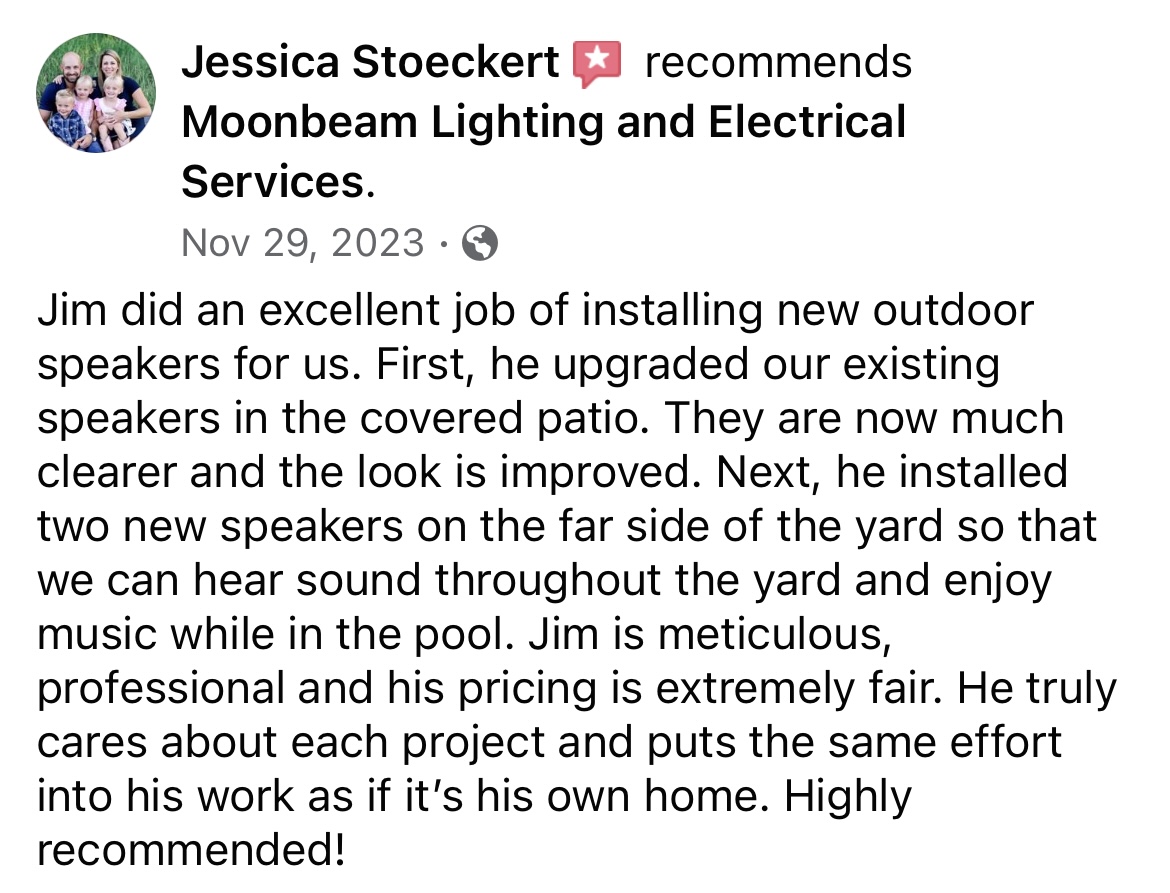 Jessica Stoeckert recommends
Moonbeam Lighting and Electrical
Services.
Nov 29, 2023 ·
Jim did an excellent job of installing new outdoor
speakers for us. First, he upgraded our existing
speakers in the covered patio. They are now much
clearer and the look is improved. Next, he installed
two new speakers on the far side of the yard so that
we can hear sound throughout the yard and enjoy
music while in the pool. Jim is meticulous,
professional and his pricing is extremely fair. He truly
cares about each project and puts the same effort
into his work as if it’s his own home. Highly
recommended!